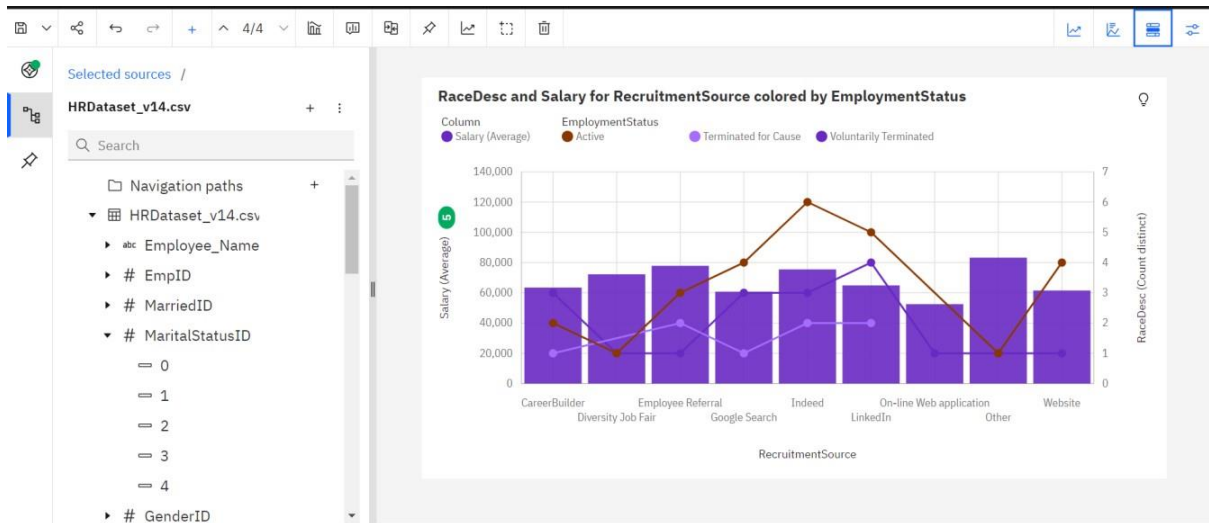 4/4
Selected sources /
HRDataset_v14.csv
Search
Navigation paths
HRDataset_v14.csv
abc Employee_Name
# EmpID
# MarriedID
# MaritalStatusID
0
1
2
3
4
# GenderID
RaceDesc and Salary for RecruitmentSource colored by EmploymentStatus
Column EmploymentStatus
Salary (Average) Active Terminated for Cause Voluntarily Terminated
Salary (Average) 5
140,000
120,000
100,000
80,000
60,000
40,000
20,000
0
7
6
5
4
3
2
1
0
RaceDesc (Count distinct)
CareerBuilder Employee Referral Indeed On-line Web application Website
Diversity Job Fair Google Search LinkedIn Other
RecruitmentSource